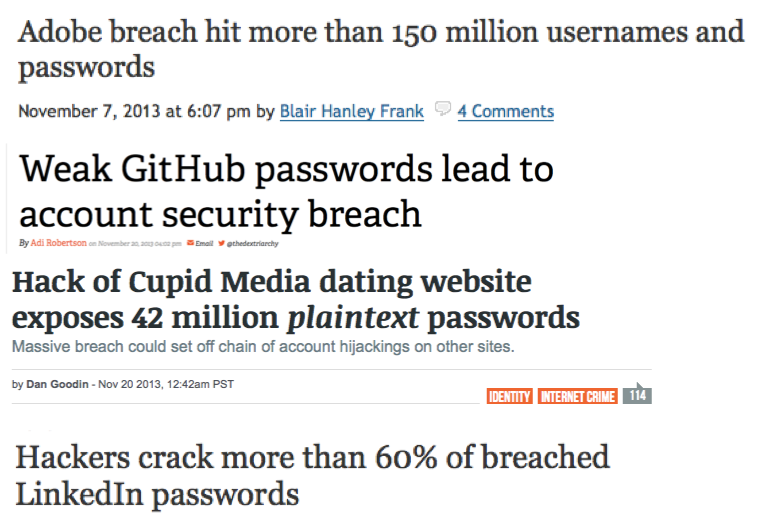 Adobe breach hit more than 150 million usernames and
passwords
November 7, 2013 at 6:07 pm by Blair Hanley Frank 4 Comments
Weak GitHub passwords lead to
account security breach
By Adi Robertson on November 20, 2013 04:02 pm Email @thedextriarchy
Hack of Cupid Media dating website
exposes 42 million plaintext passwords
Massive breach could set off chain of account hijackings on other sites.
by Dan Goodin - Nov 20 2013, 12:42am PST
IDENTITY INTERNET CRIME 114
Hackers crack more than 60% of breached
LinkedIn passwords